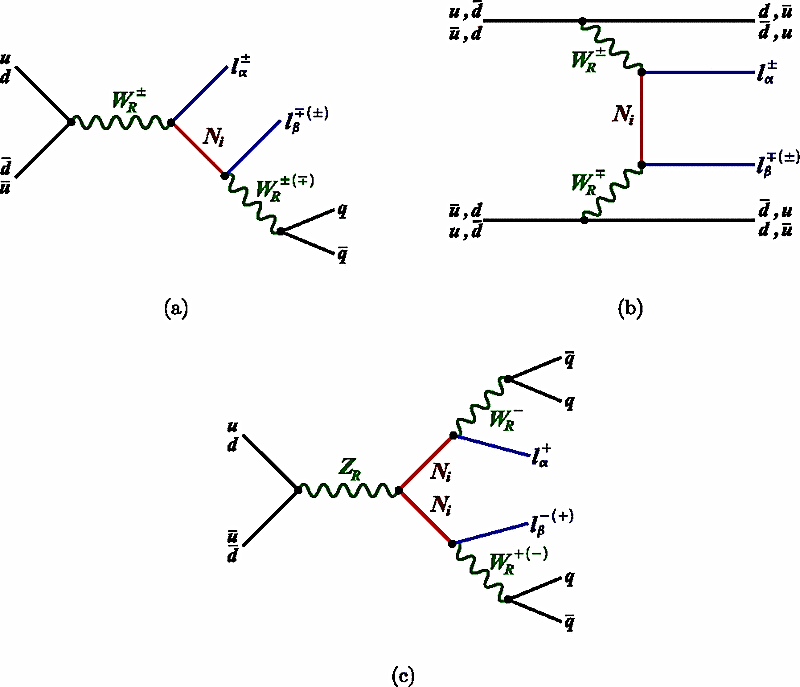 u
d
d̄
ū
W_R^±
l_α^±
N_i
l_β^∓(±)
W_R^±(∓)
q
q̄
(a)
u , d̄
ū , d
d , ū
d̄ , u
W_R^±
l_α^±
N_i
W_R^∓
l_β^∓(±)
ū , d
u , d̄
d̄ , u
d , ū
(b)
u
d
ū
d̄
Z_R
N_i
N_i
q̄
q
W_R^-
l_α^+
l_β^-(+)
W_R^+(-)
q
q̄
(c)